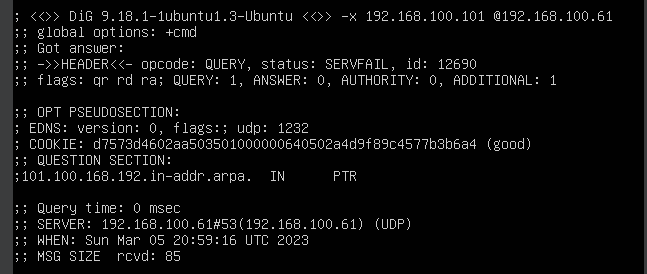 ; <<>> DiG 9.18.1-1ubuntu1.3-Ubuntu <<>> -x 192.168.100.101 @192.168.100.61
;; global options: +cmd
;; Got answer:
;; ->>HEADER<<- opcode: QUERY, status: SERVFAIL, id: 12690
;; flags: qr rd ra; QUERY: 1, ANSWER: 0, AUTHORITY: 0, ADDITIONAL: 1
;; OPT PSEUDOSECTION:
; EDNS: version: 0, flags:; udp: 1232
; COOKIE: d7573d4602aa503501000000640502a4d9f89c4577b3b6a4 (good)
;; QUESTION SECTION:
;101.100.168.192.in-addr.arpa. IN PTR
;; Query time: 0 msec
;; SERVER: 192.168.100.61#53(192.168.100.61) (UDP)
;; WHEN: Sun Mar 05 20:59:16 UTC 2023
;; MSG SIZE rcvd: 85